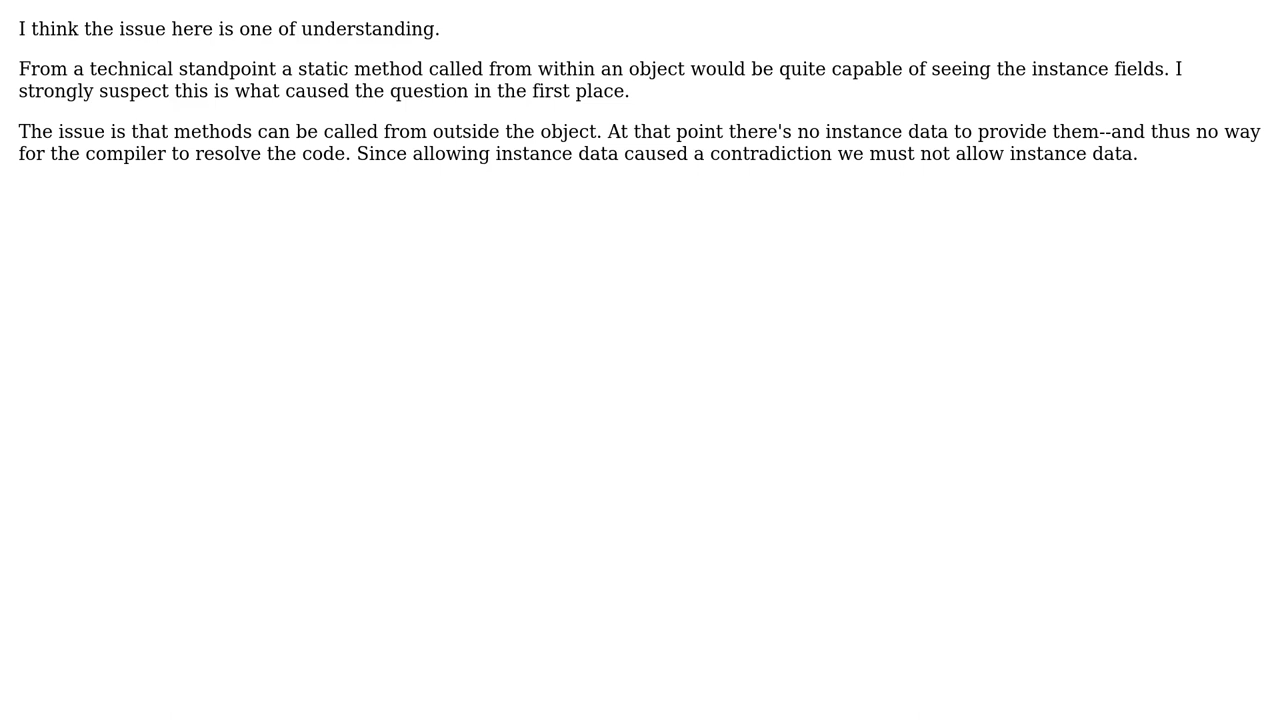 I think the issue here is one of understanding.
From a technical standpoint a static method called from within an object would be quite capable of seeing the instance fields. I
strongly suspect this is what caused the question in the first place.
The issue is that methods can be called from outside the object. At that point there's no instance data to provide them--and thus no way
for the compiler to resolve the code. Since allowing instance data caused a contradiction we must not allow instance data.